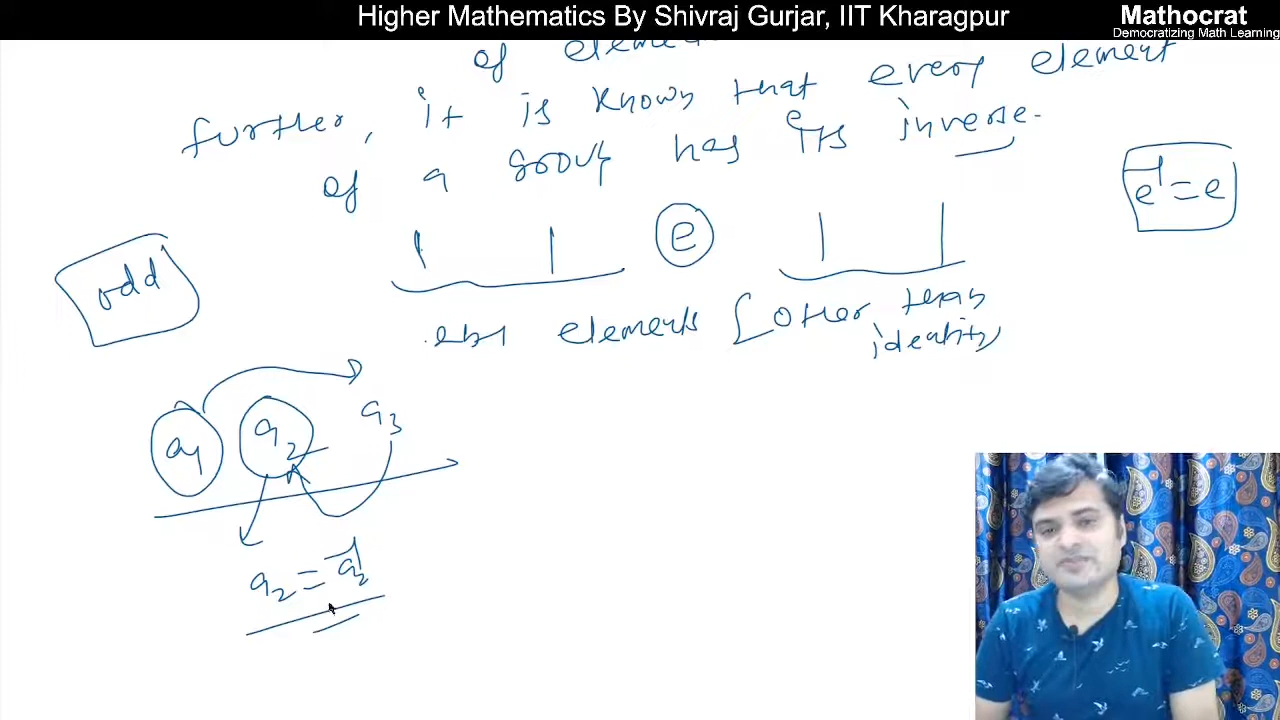 Higher Mathematics By Shivraj Gurjar, IIT Kharagpur
Mathocrat
Democratizing Math Learning
of
further, it is known that every element
of a group has its inverse.
e⁻¹ = e
e
odd
elements [other than
identity
a₁ a₂ a₃
a₂ = a₂⁻¹